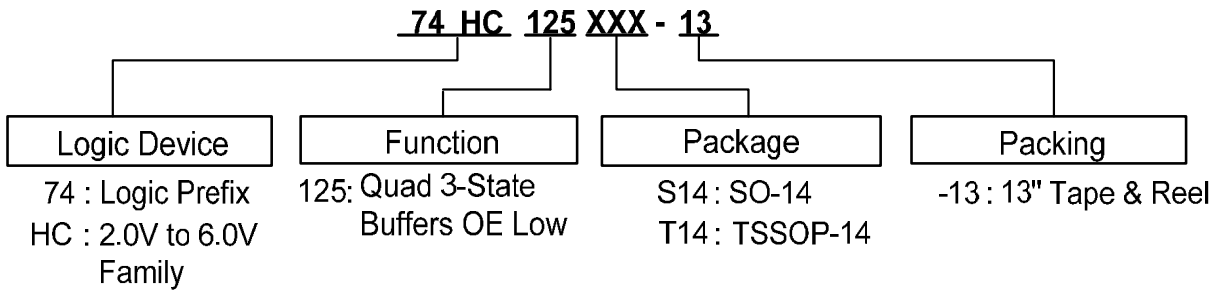 74 HC 125 XXX - 13
Logic Device
74 : Logic Prefix
HC : 2.0V to 6.0V
Family
Function
125: Quad 3-State
Buffers OE Low
Package
S14 : SO-14
T14 : TSSOP-14
Packing
-13 : 13" Tape & Reel